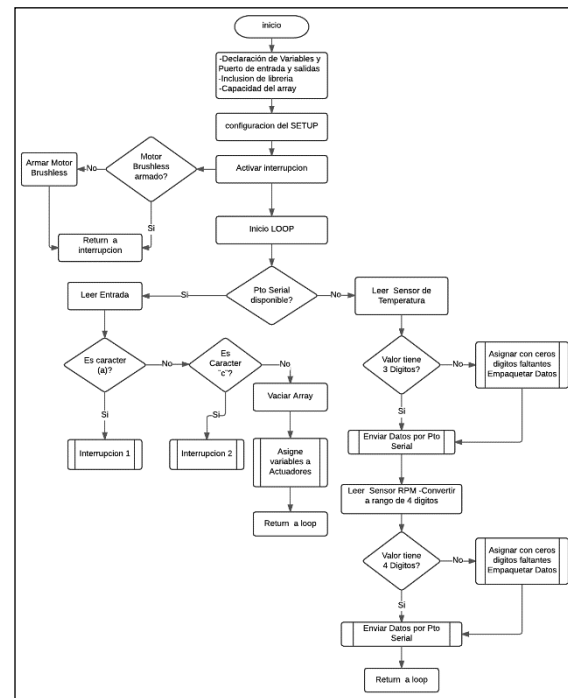 inicio
-Declaración de Variables y
Puerto de entrada y salidas
-Inclusion de libreria
-Capacidad del array
configuracion del SETUP
Activar interrupcion
Motor
Brushless
armado?
No
Armar Motor
Brushless
Si
Return a
interrupcion
Inicio LOOP
Pto Serial
disponible?
Si
No
Leer Entrada
Leer Sensor de
Temperatura
Es caracter
(a)?
No
Es
Caracter
¨c¨?
No
Vaciar Array
Si
Si
Interrupcion 1
Interrupcion 2
Asigne
variables a
Actuadores
Return a loop
Valor tiene
3 Digitos?
No
Asignar con ceros
digitos faltantes
Empaquetar Datos
Si
Enviar Datos por Pto
Serial
Leer Sensor RPM -Convertir
a rango de 4 digitos
Valor tiene
4 Digitos?
No
Asignar con ceros
digitos faltantes
Empaquetar Datos
Si
Enviar Datos por Pto
Serial
Return a loop